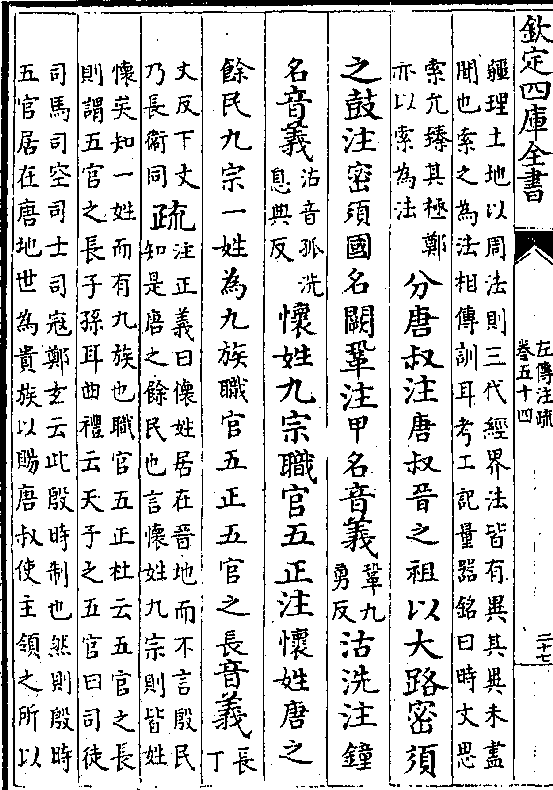 欽定四庫全書
左傳注疏
卷五十四
二十七
疆理土地以周法則三代經界法皆有異其異未盡
聞也索之為法相傳訓耳考工記量器銘曰時文思
索允臻其極鄭
亦以索為法
分唐叔注唐叔晉之祖以大路密須
之鼓注密須國名闕鞏注甲名音義
鞏九
勇反
沽洗注鐘
名音義
沽音孤洗
息典反
懷姓九宗職官五正注懷姓唐之
餘民九宗一姓為九族職官五正五官之長音義
長
丁
丈反下文
乃長衛同
疏
注正義曰懷姓居在晉地而不言殷民
知是唐之餘民也言懷姓九宗則皆姓
懷矣知一姓而有九族也職官五正杜云五官之長
則謂五官之長子孫耳曲禮云天子之五官曰司徒
司馬司空司士司寇鄭玄云此殷時制也然則殷時
五官居在唐地世為貴族以賜唐叔使主領之所以